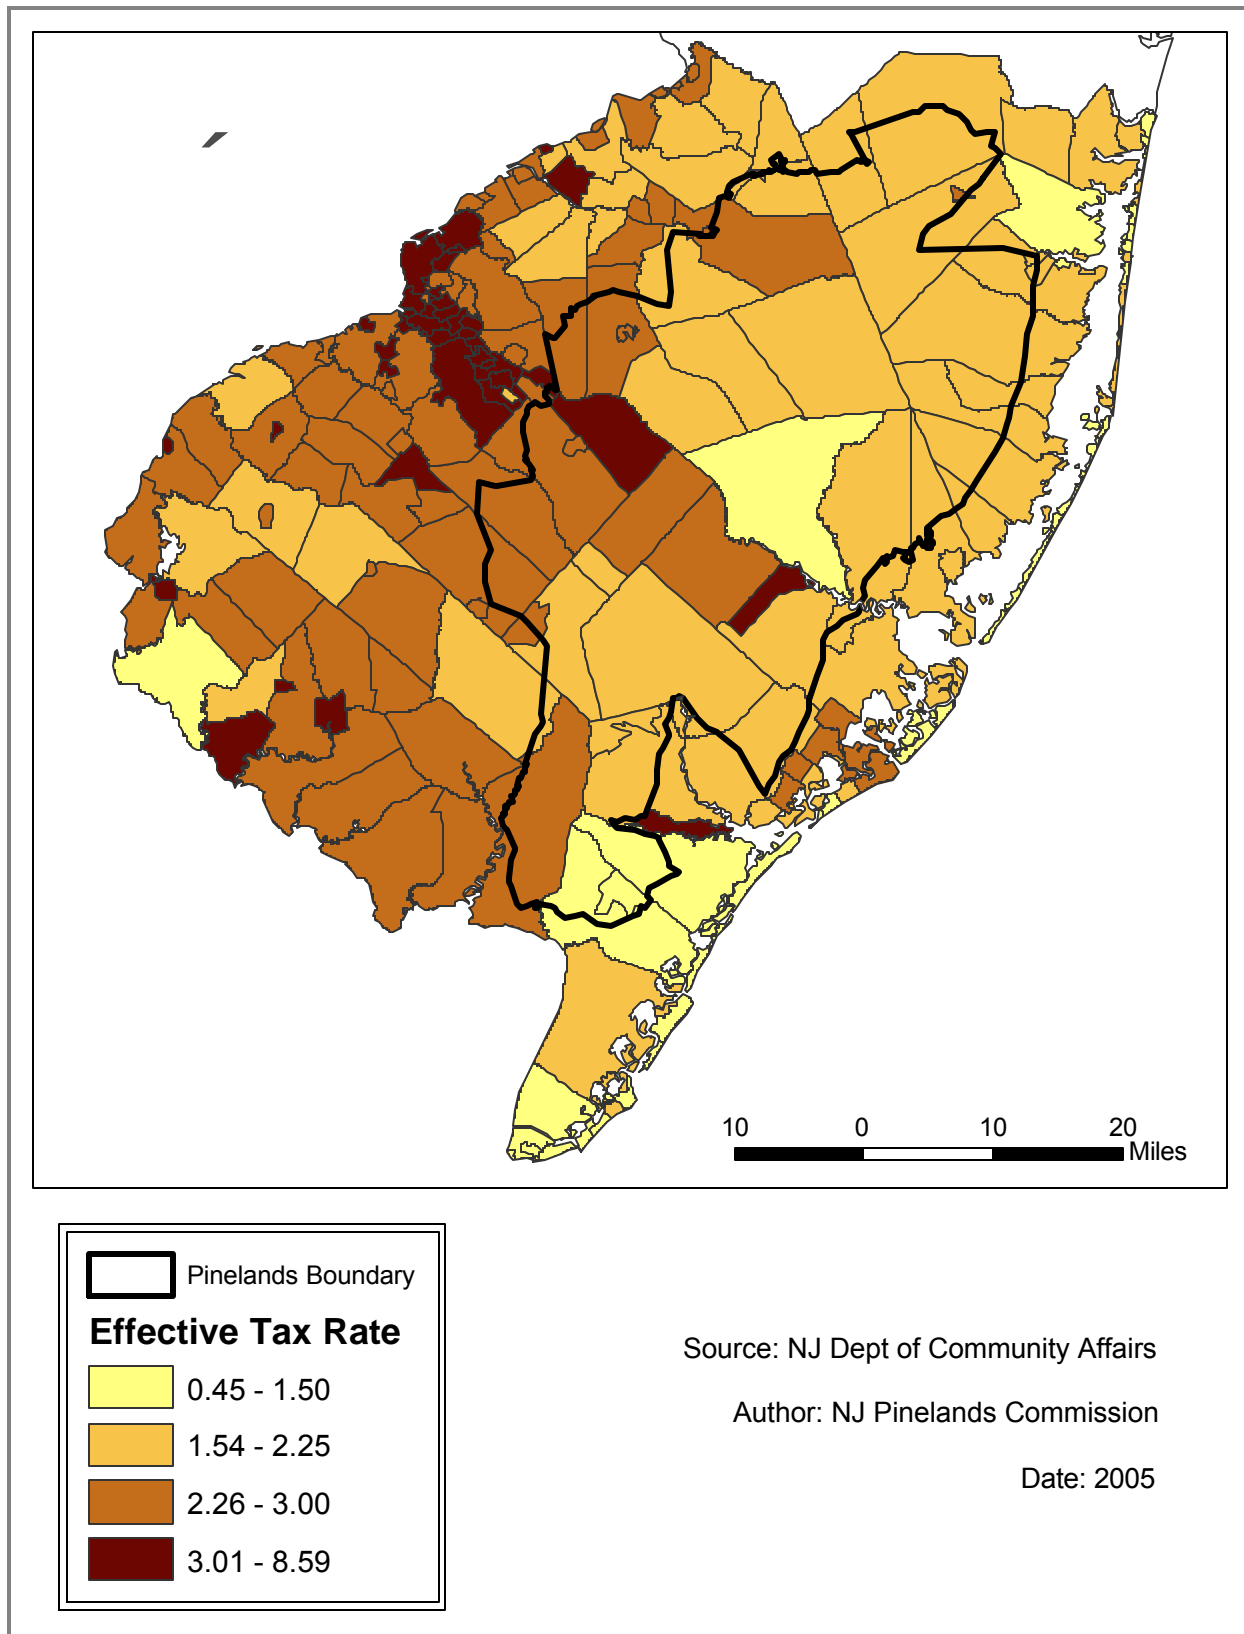 10 0 10 20
Miles
Pinelands Boundary
Effective Tax Rate
0.45 - 1.50
1.54 - 2.25
2.26 - 3.00
3.01 - 8.59
Source: NJ Dept of Community Affairs
Author: NJ Pinelands Commission
Date: 2005